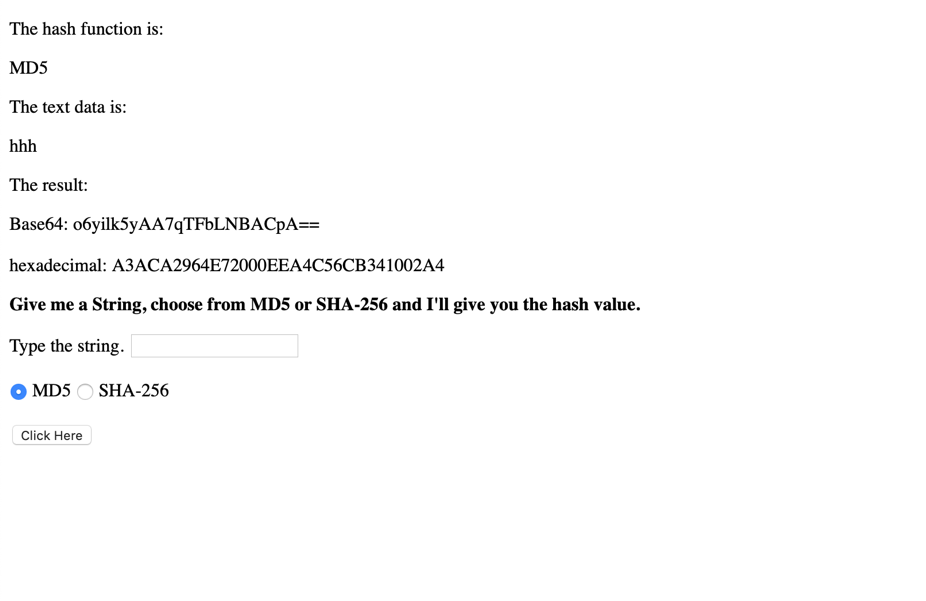 The hash function is:
MD5
The text data is:
hhh
The result:
Base64: o6yilk5yAA7qTFbLNBACpA==
hexadecimal: A3ACA2964E72000EEA4C56CB341002A4
Give me a String, choose from MD5 or SHA-256 and I'll give you the hash value.
Type the string.
MD5 SHA-256
Click Here